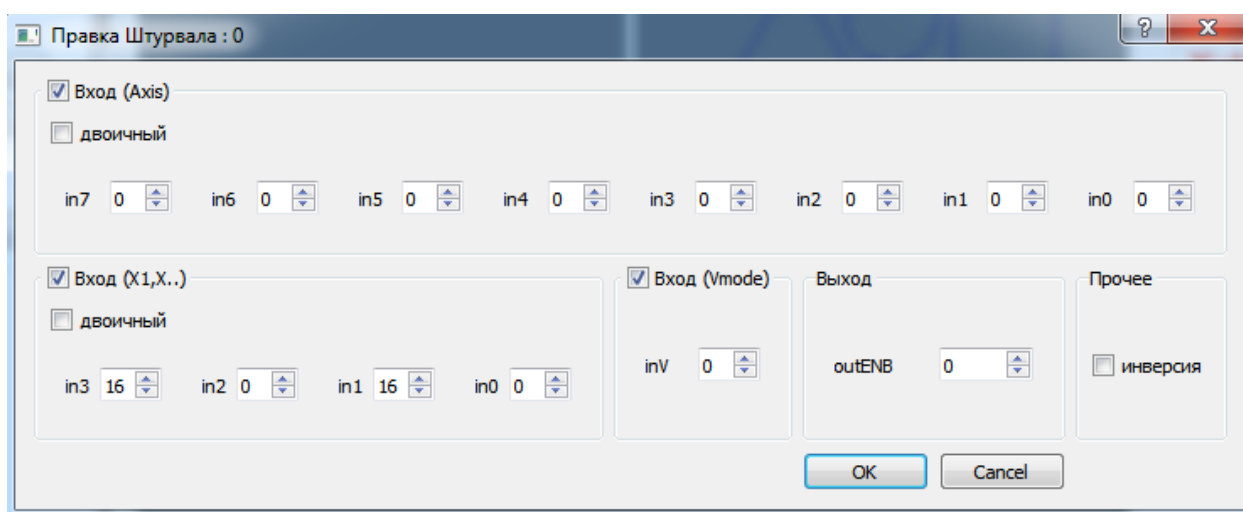 Правка Штурвала : 0
Вход (Axis)
двоичный
in7 0 in6 0 in5 0 in4 0 in3 0 in2 0 in1 0 in0 0
Вход (X1,X..) Вход (Vmode) Выход Прочее
двоичный
in3 16 in2 0 in1 16 in0 0 inV 0 outENB 0 инверсия
OK Cancel